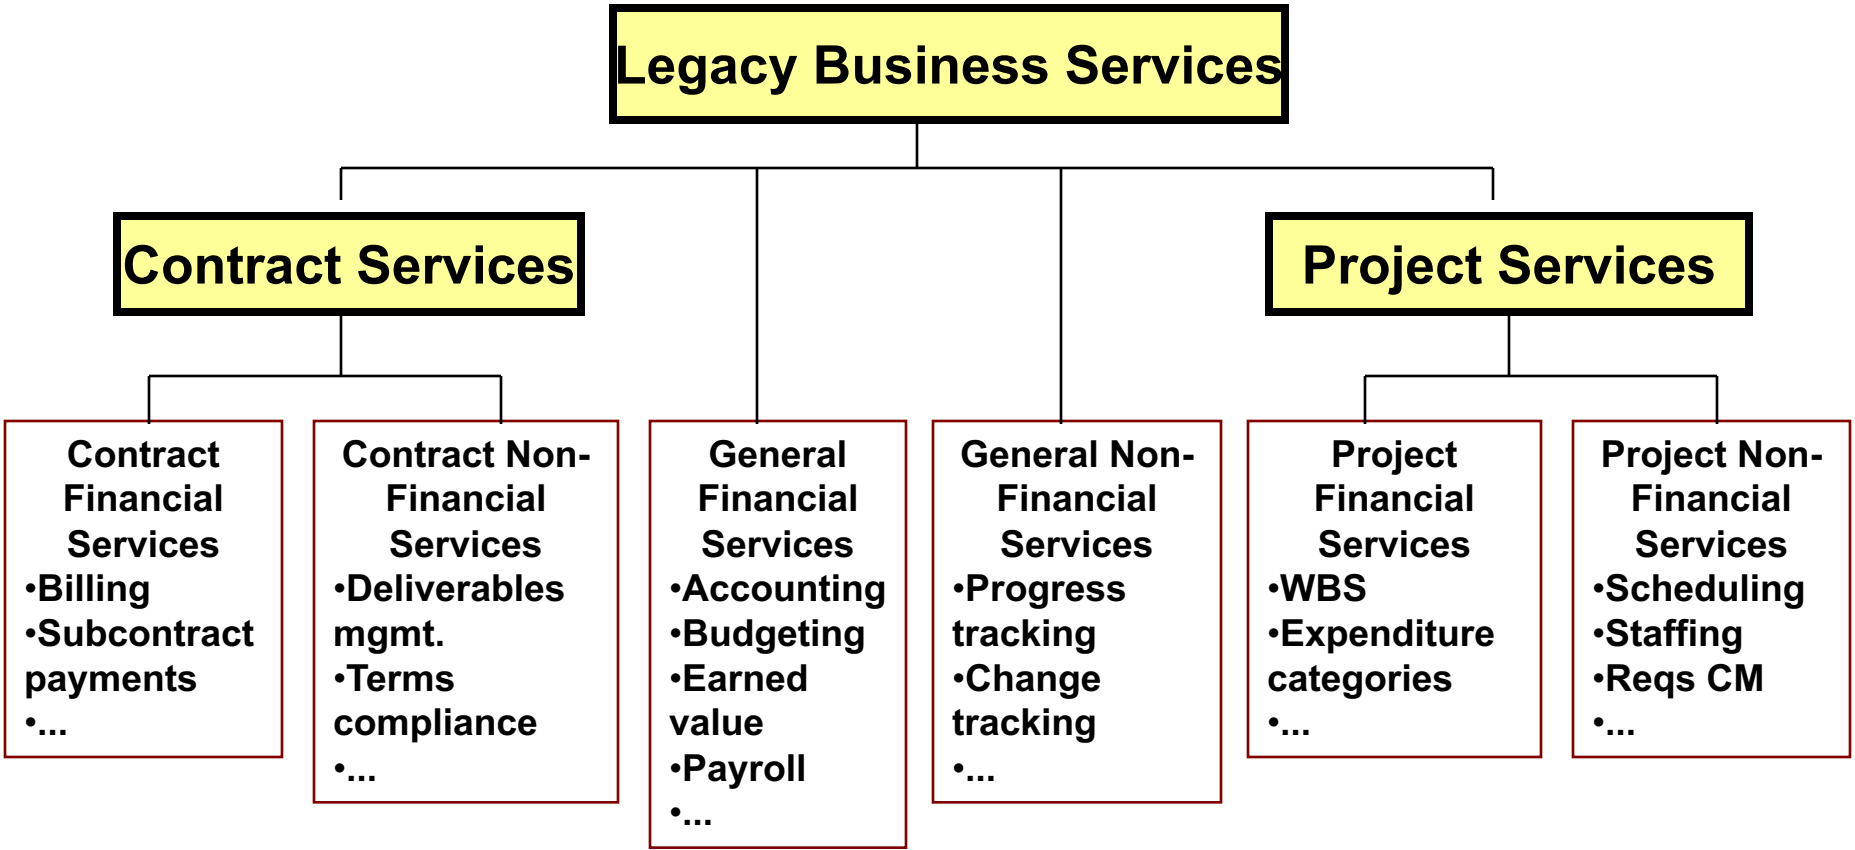 Legacy Business Services
Contract Services
Project Services
Contract
Financial
Services
•Billing
•Subcontract
payments
•...
Contract Non-
Financial
Services
•Deliverables
mgmt.
•Terms
compliance
•...
General
Financial
Services
•Accounting
•Budgeting
•Earned
value
•Payroll
•...
General Non-
Financial
Services
•Progress
tracking
•Change
tracking
•...
Project
Financial
Services
•WBS
•Expenditure
categories
•...
Project Non-
Financial
Services
•Scheduling
•Staffing
•Reqs CM
•...